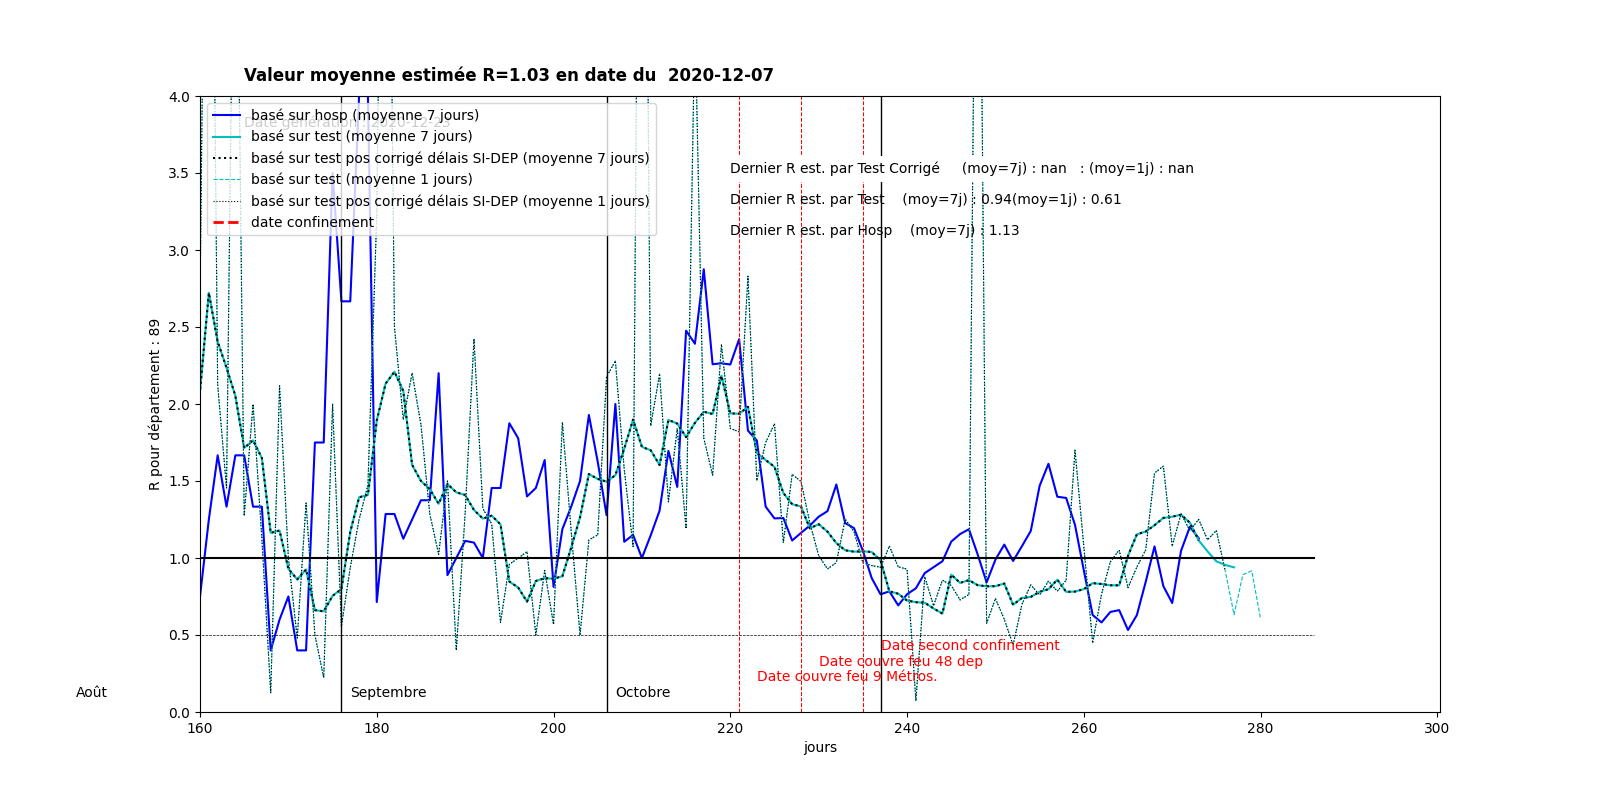 Valeur moyenne estimée R=1.03 en date du  2020-12-07
Date génération : 2020-12-23
basé sur hosp (moyenne 7 jours)
basé sur test (moyenne 7 jours)
basé sur test pos corrigé délais SI-DEP (moyenne 7 jours)
basé sur test (moyenne 1 jours)
basé sur test pos corrigé délais SI-DEP (moyenne 1 jours)
date confinement
Dernier R est. par Test Corrigé     (moy=7j) : nan   : (moy=1j) : nan
Dernier R est. par Test    (moy=7j) : 0.94(moy=1j) : 0.61
Dernier R est. par Hosp    (moy=7j) : 1.13
R pour département : 89
4.0
3.5
3.0
2.5
2.0
1.5
1.0
0.5
0.0
Date second confinement
Date couvre feu 48 dep
Date couvre feu 9 Métros.
Août
Septembre
Octobre
160 180 200 220 240 260 280 300
jours